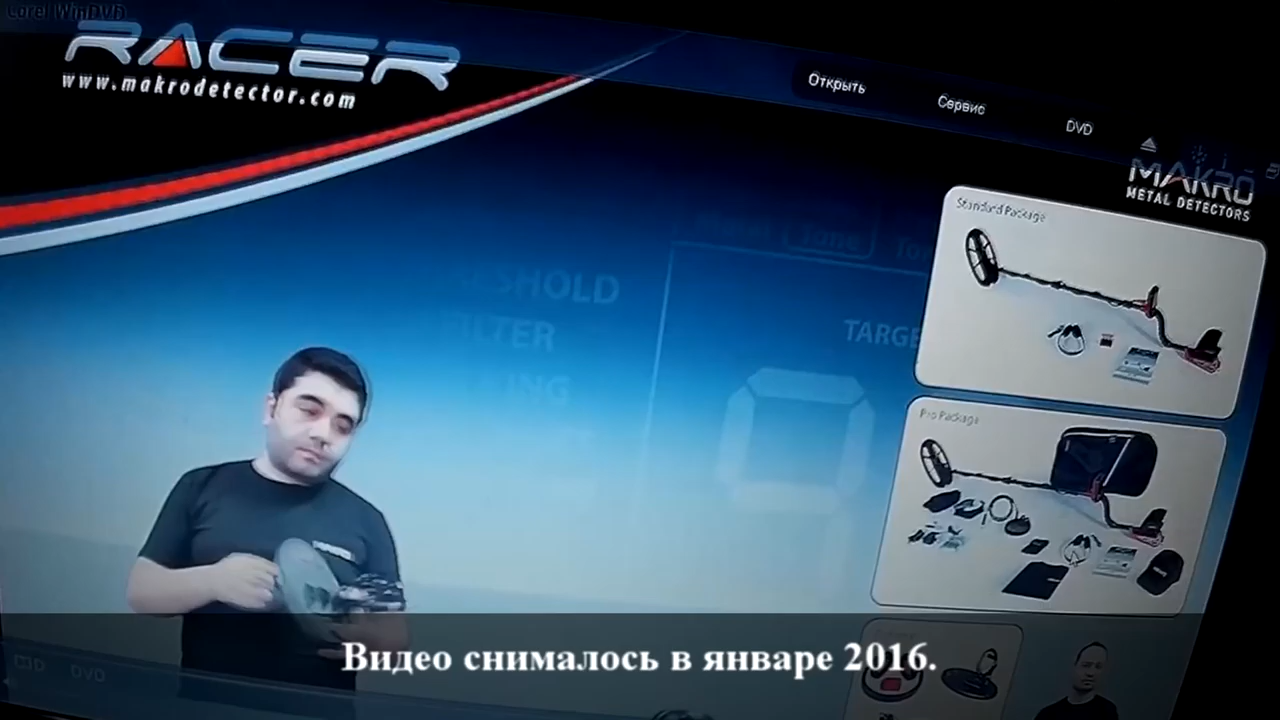 Corel WinDVD
RACER
www.makrodetector.com
Открыть
Сервис
DVD
MAKRO
METAL DETECTORS
Standard Package
Tone
TARGE
Pro Package
DVD
Видео снималось в январе 2016.